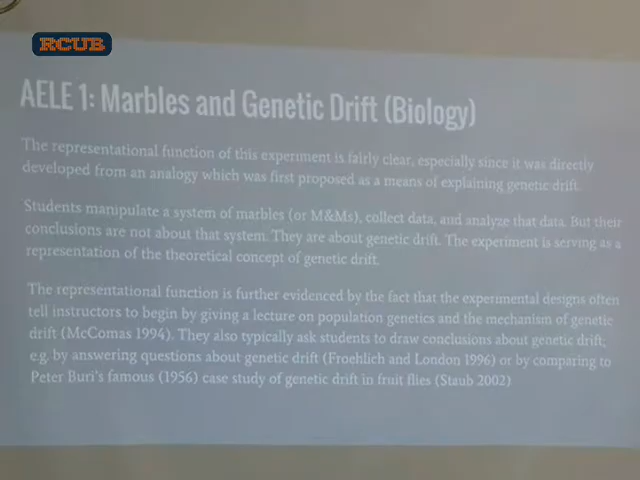 RCUB
AELE 1: Marbles and Genetic Drift (Biology)
The representational function of this experiment is fairly clear, especially since it was directly
developed from an analogy which was first proposed as a means of explaining genetic drift.
Students manipulate a system of marbles (or M&Ms), collect data, and analyze that data. But their
conclusions are not about that system. They are about genetic drift. The experiment is serving as a
representation of the theoretical concept of genetic drift.
The representational function is further evidenced by the fact that the experimental designs often
tell instructors to begin by giving a lecture on population genetics and the mechanism of genetic
drift (McComas 1994). They also typically ask students to draw conclusions about genetic drift,
e.g. by answering questions about genetic drift (Froehlich and London 1996) or by comparing to
Peter Buri's famous (1956) case study of genetic drift in fruit flies (Staub 2002)